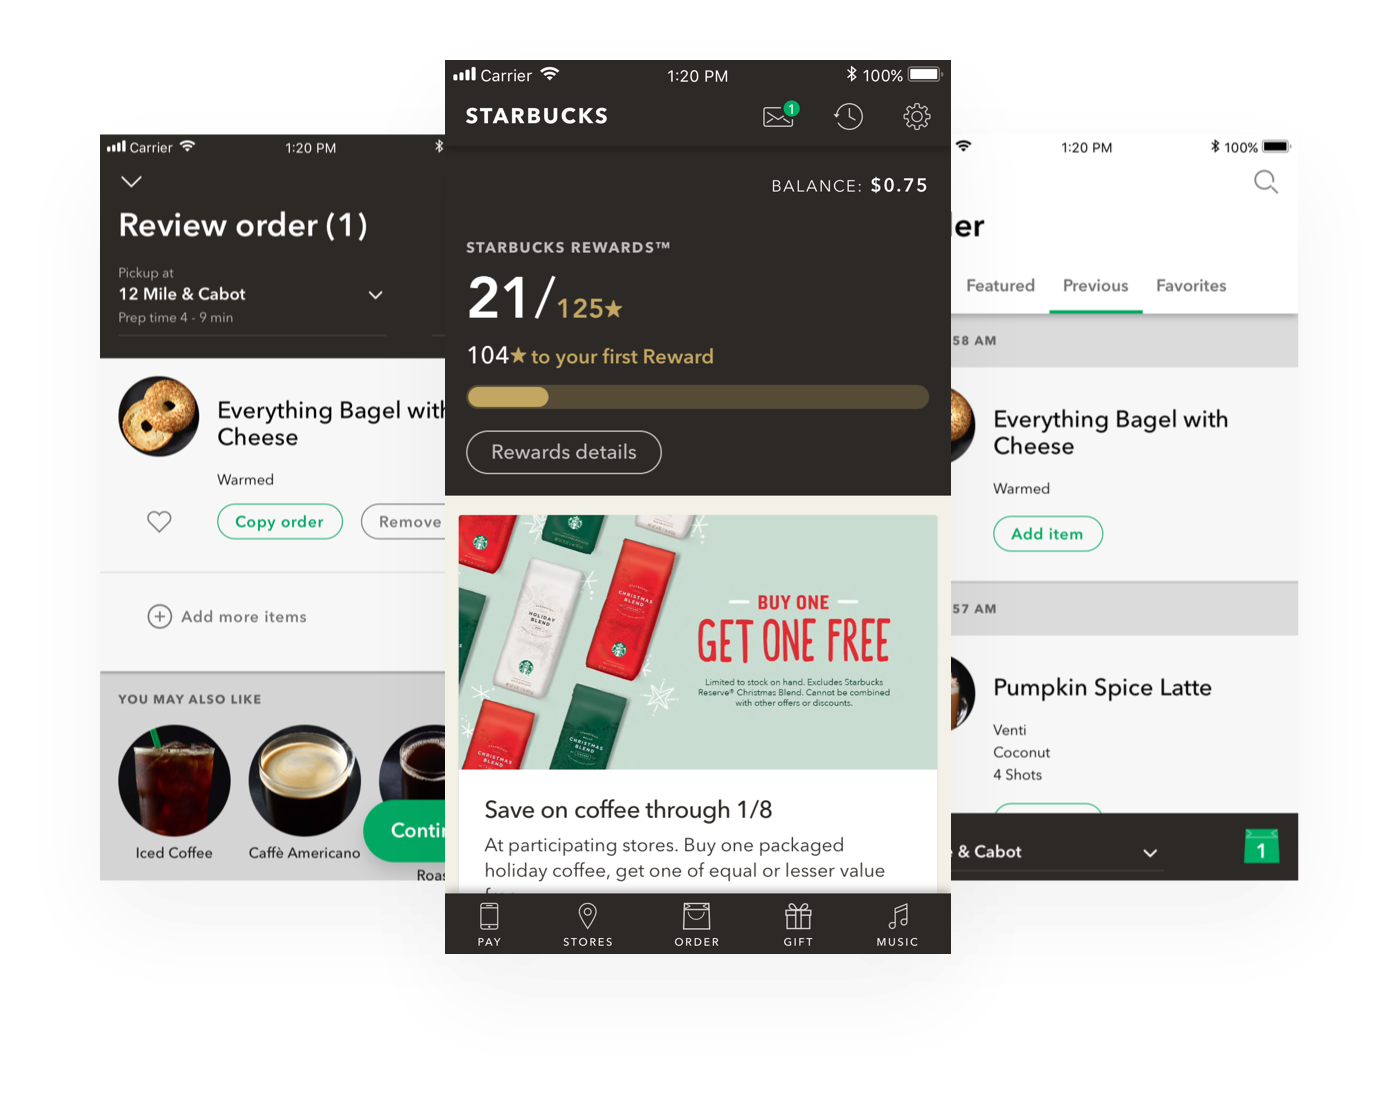 Carrier
1:20 PM
Review order (1)
Pickup at
12 Mile & Cabot
Prep time 4 - 9 min
Everything Bagel with
Cheese
Warmed
Copy order
Remove
Add more items
YOU MAY ALSO LIKE
Iced Coffee
Caffè Americano
Roas
Contin
Carrier
1:20 PM
100%
STARBUCKS
1
BALANCE: $0.75
STARBUCKS REWARDS™
21/125★
104★ to your first Reward
Rewards details
CHRISTMAS
BLEND
HOLIDAY
BLEND
BUY ONE
GET ONE FREE
Limited to stock on hand. Excludes Starbucks
Reserve® Christmas Blend. Cannot be combined
with other offers or discounts.
CHRISTMAS
BLEND
CHRISTMAS
BLEND
Save on coffee through 1/8
At participating stores. Buy one packaged
holiday coffee, get one of equal or lesser value
PAY
STORES
ORDER
GIFT
MUSIC
1:20 PM
100%
er
Featured
Previous
Favorites
58 AM
Everything Bagel with
Cheese
Warmed
Add item
57 AM
Pumpkin Spice Latte
Venti
Coconut
4 Shots
& Cabot
1